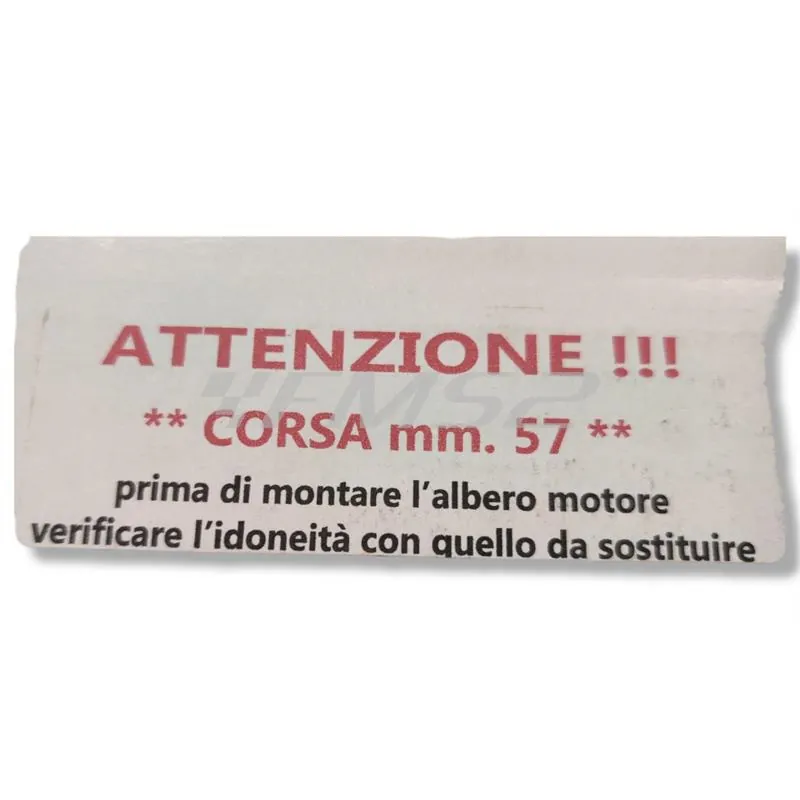 ATTENZIONE !!!
** CORSA mm. 57 **
prima di montare l’albero motore
verificare l’idoneità con quello da sostituire